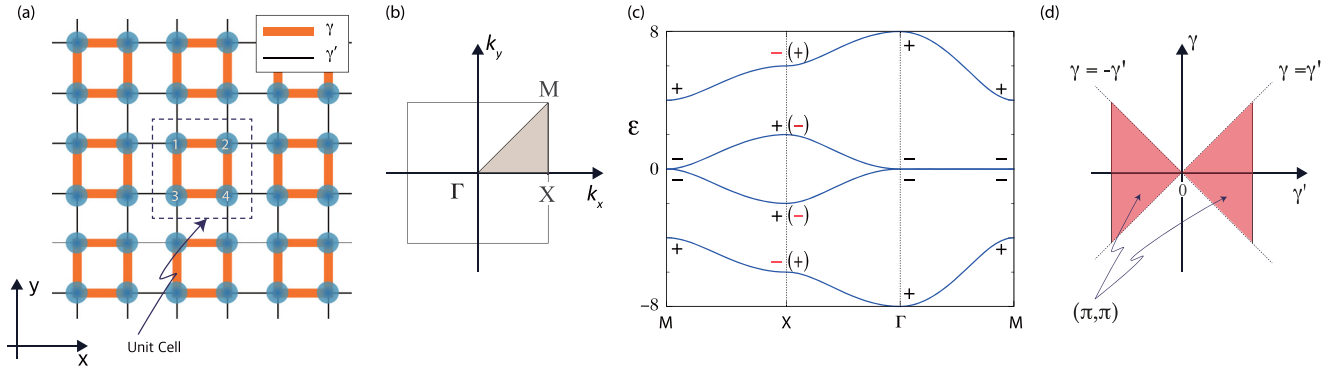 (a)
γ
γ'
1 2
3 4
y
x
Unit Cell
(b)
k_y
M
Γ
X
k_x
(c)
ε
8
0
−8
− (+)
+
+
+
+ (−)
−
−
−
−
−
−
+ (−)
+
− (+)
+
+
M
X
Γ
M
(d)
γ
γ = -γ'
γ =γ'
0
γ'
(π,π)